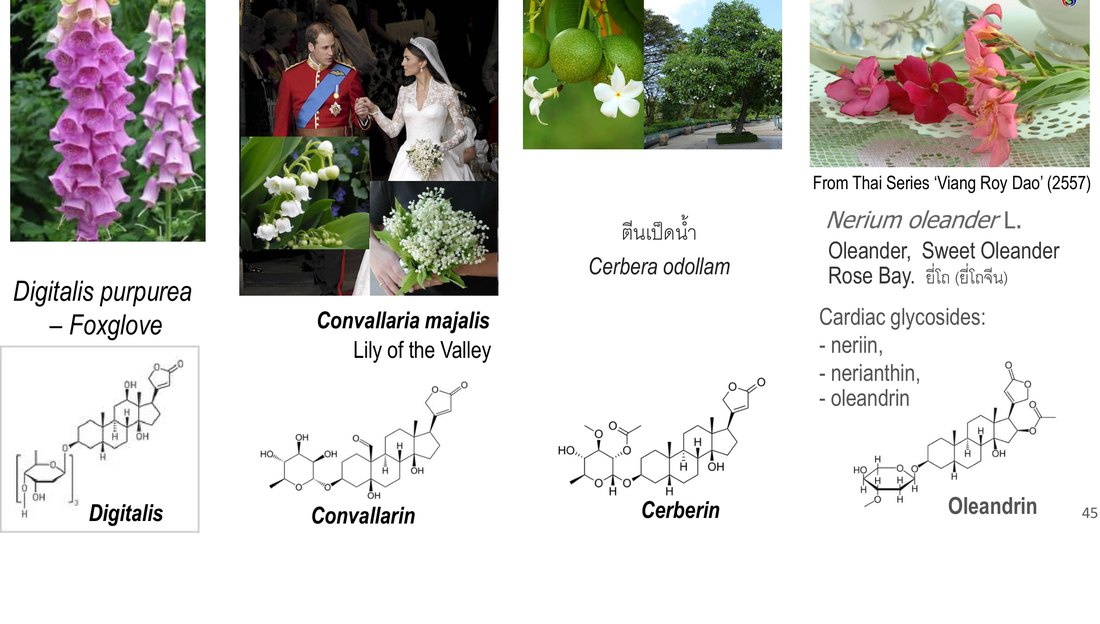 Digitalis purpurea
– Foxglove
Digitalis
Convallaria majalis
Lily of the Valley
Convallarin
ตีนเป็ดน้ำ
Cerbera odollam
Cerberin
From Thai Series ‘Viang Roy Dao’ (2557)
Nerium oleander L.
Oleander, Sweet Oleander
Rose Bay. ยี่โถ (ยี่โถจีน)
Cardiac glycosides:
- neriin,
- nerianthin,
- oleandrin
Oleandrin
45